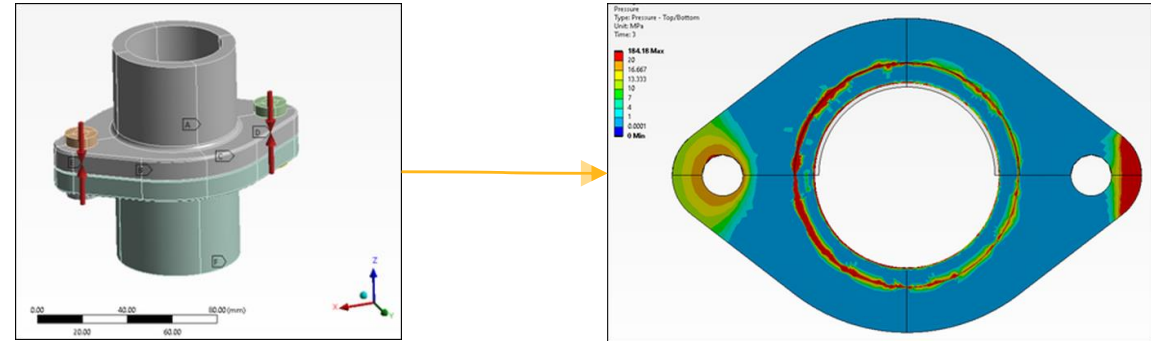 A
D
B
C
F
Z
X
Y
0.00
40.00
80.00 (mm)
20.00
60.00
Pressure
Type: Pressure - Top/Bottom
Unit: MPa
Time: 3
184.18 Max
20
16.667
13.333
10
7
4
1
0.0001
0 Min